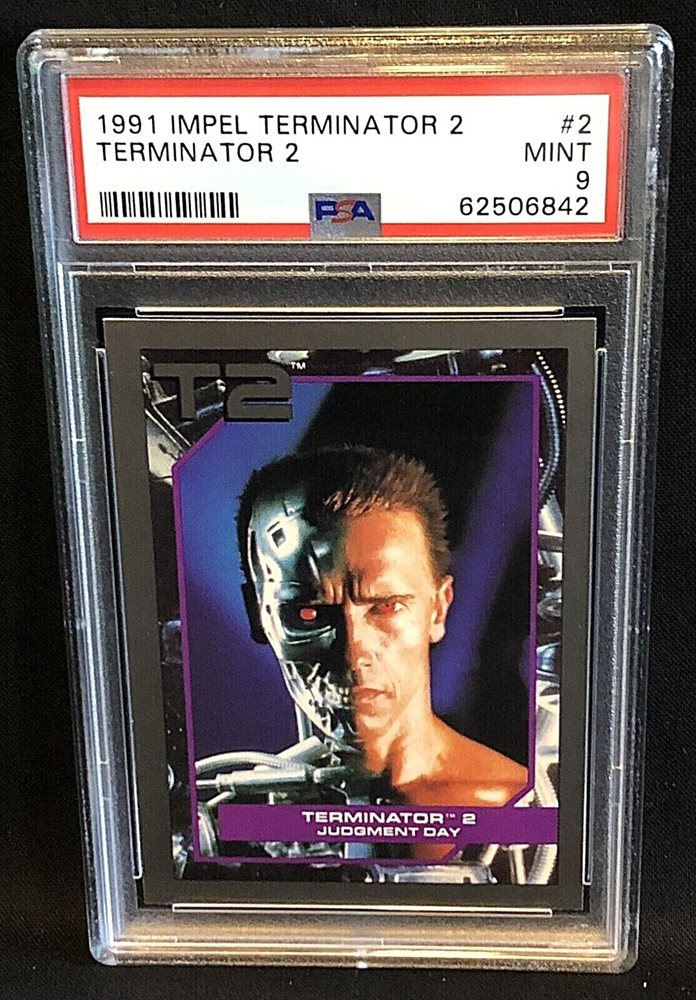 1991 IMPEL TERMINATOR 2 #2
TERMINATOR 2 MINT
9
PSA 62506842
T2™
TERMINATOR™ 2
JUDGMENT DAY